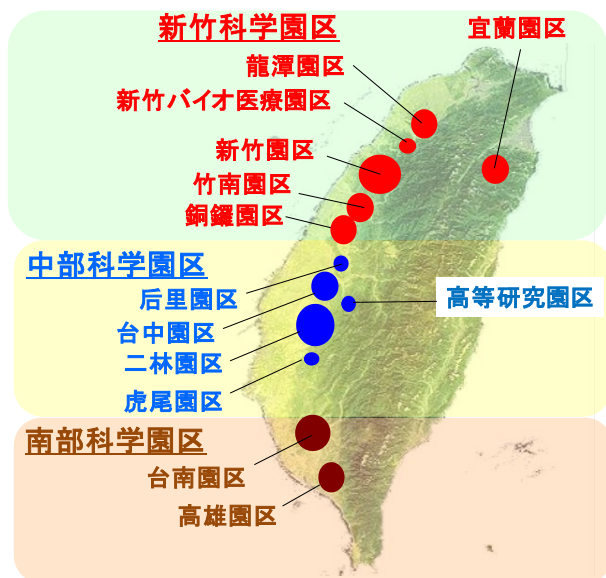 新竹科学園区
宜蘭園区
龍潭園区
新竹バイオ医療園区
新竹園区
竹南園区
銅鑼園区
中部科学園区
后里園区
高等研究園区
台中園区
二林園区
虎尾園区
南部科学園区
台南園区
高雄園区